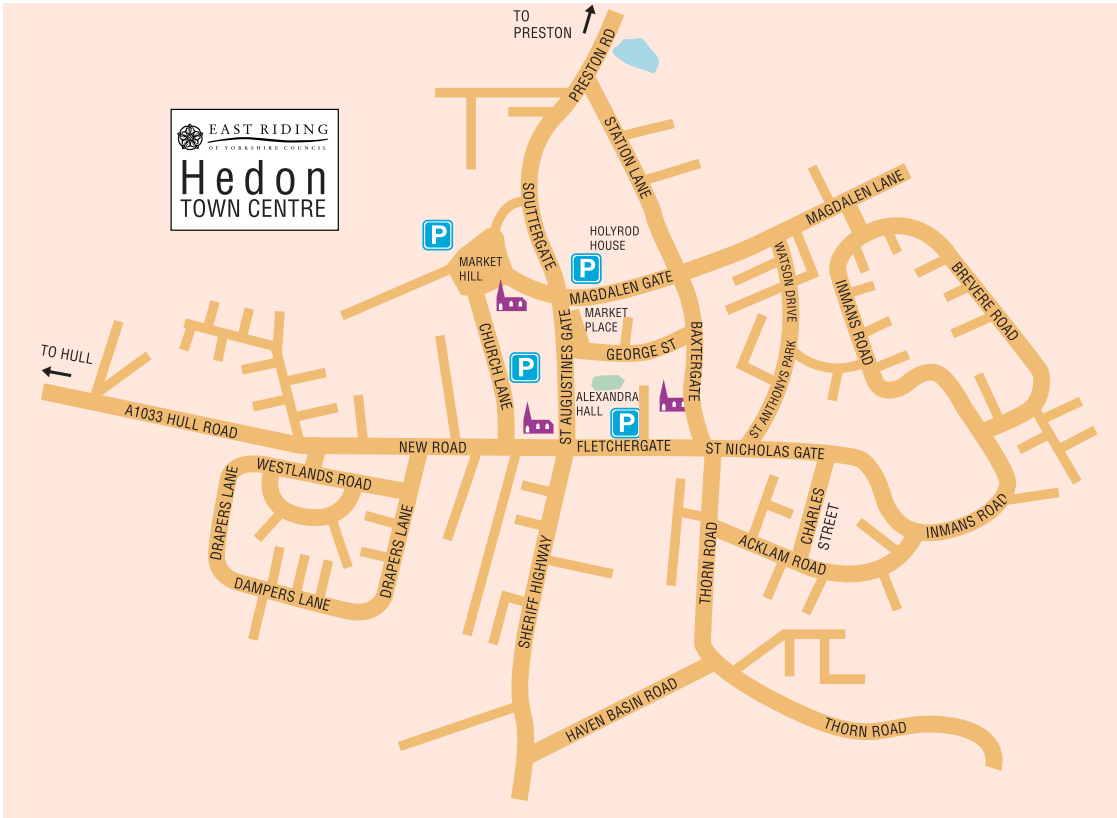 TO
PRESTON
PRESTON RD
EAST RIDING
OF YORKSHIRE COUNCIL
Hedon
TOWN CENTRE
STATION LANE
SOUTTERGATE
MAGDALEN LANE
P
HOLYROD
HOUSE
P
MARKET
HILL
MAGDALEN GATE
WATSON DRIVE
INMANS ROAD
BREVERE ROAD
MARKET
PLACE
TO HULL
CHURCH LANE
P
ST AUGUSTINES GATE
GEORGE ST
BAXTERGATE
ST ANTHONYS PARK
ALEXANDRA
HALL
P
A1033 HULL ROAD
NEW ROAD
FLETCHERGATE
ST NICHOLAS GATE
WESTLANDS ROAD
DRAPERS LANE
DRAPERS LANE
DAMPERS LANE
SHERIFF HIGHWAY
THORN ROAD
ACKLAM ROAD
CHARLES
STREET
INMANS ROAD
HAVEN BASIN ROAD
THORN ROAD